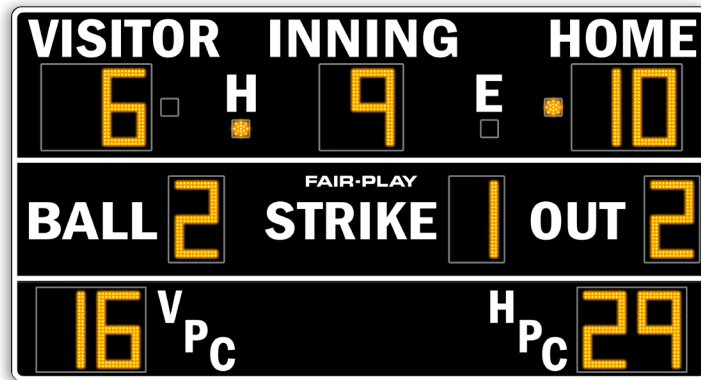 VISITOR INNING HOME
6 H 9 E 10
FAIR-PLAY
BALL 2 STRIKE 1 OUT 2
16 VPC HPC 29